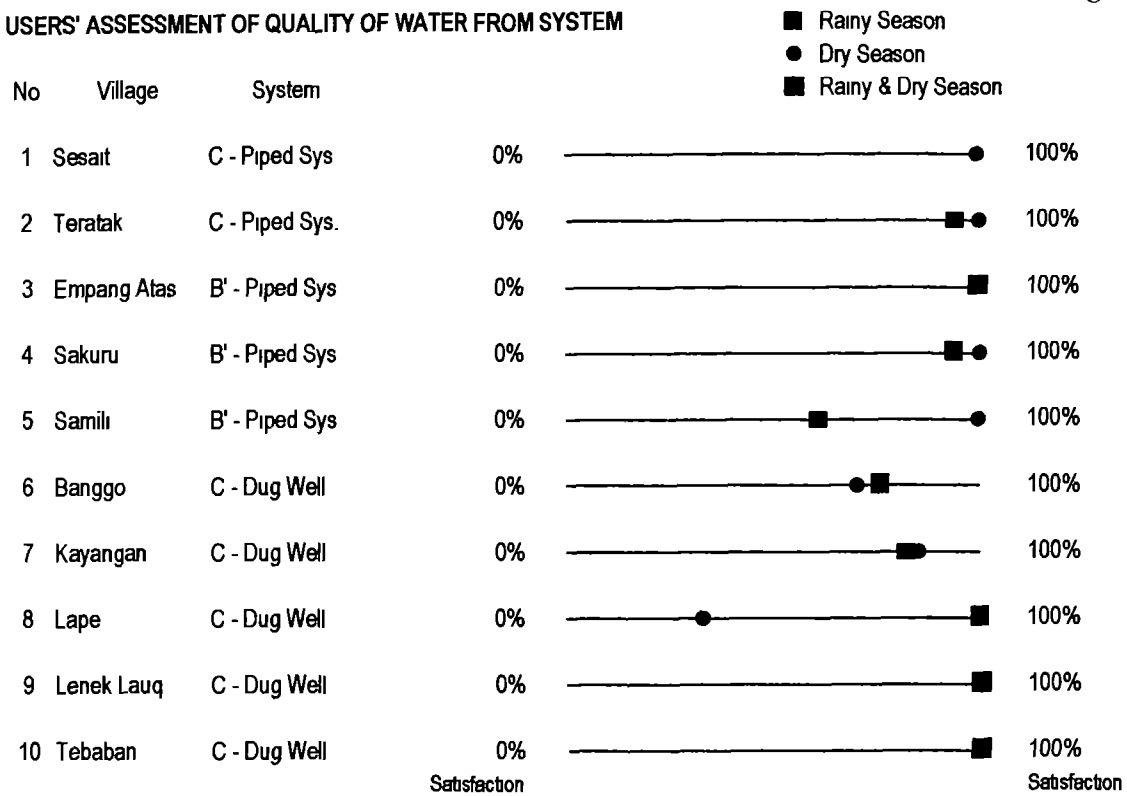 USERS' ASSESSMENT OF QUALITY OF WATER FROM SYSTEM
Rainy Season
Dry Season
Rainy & Dry Season
No Village System
1 Sesait C - Piped Sys 0% 100%
2 Teratak C - Piped Sys. 0% 100%
3 Empang Atas B' - Piped Sys 0% 100%
4 Sakuru B' - Piped Sys 0% 100%
5 Samili B' - Piped Sys 0% 100%
6 Banggo C - Dug Well 0% 100%
7 Kayangan C - Dug Well 0% 100%
8 Lape C - Dug Well 0% 100%
9 Lenek Lauq C - Dug Well 0% 100%
10 Tebaban C - Dug Well 0% 100%
Satisfaction Satisfaction